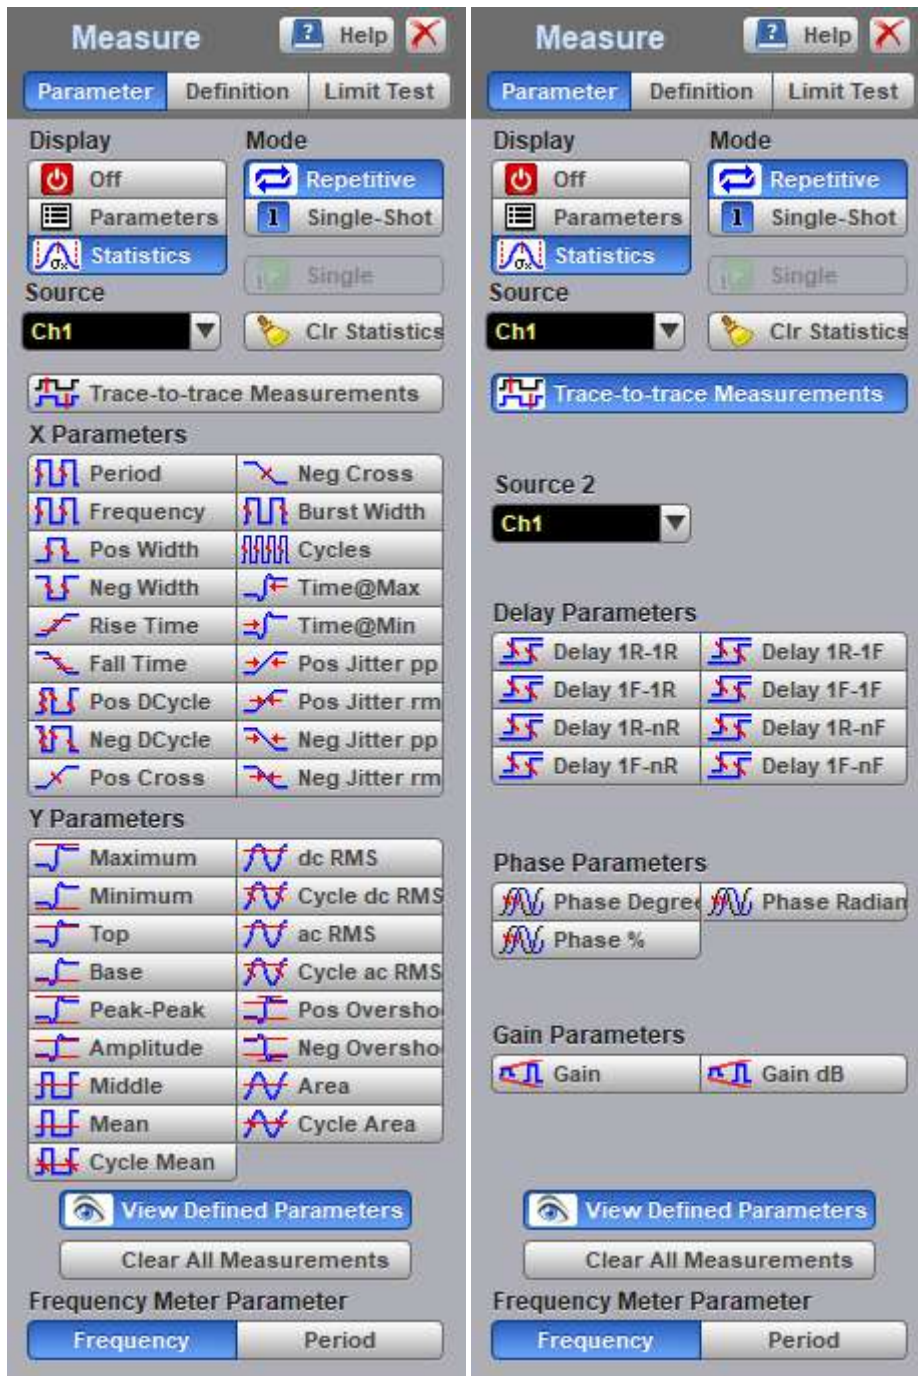 Measure Help
Parameter Definition Limit Test
Display Mode
Off Repetitive
Parameters 1 Single-Shot
Statistics
Single
Source
Ch1 Clr Statistics
Trace-to-trace Measurements
X Parameters
Period Neg Cross
Frequency Burst Width
Pos Width Cycles
Neg Width Time@Max
Rise Time Time@Min
Fall Time Pos Jitter pp
Pos DCycle Pos Jitter rm
Neg DCycle Neg Jitter pp
Pos Cross Neg Jitter rm
Y Parameters
Maximum dc RMS
Minimum Cycle dc RMS
Top ac RMS
Base Cycle ac RMS
Peak-Peak Pos Oversho
Amplitude Neg Oversho
Middle Area
Mean Cycle Area
Cycle Mean
View Defined Parameters
Clear All Measurements
Frequency Meter Parameter
Frequency Period
Measure Help
Parameter Definition Limit Test
Display Mode
Off Repetitive
Parameters 1 Single-Shot
Statistics
Single
Source
Ch1 Clr Statistics
Trace-to-trace Measurements
Source 2
Ch1
Delay Parameters
Delay 1R-1R Delay 1R-1F
Delay 1F-1R Delay 1F-1F
Delay 1R-nR Delay 1R-nF
Delay 1F-nR Delay 1F-nF
Phase Parameters
Phase Degree Phase Radian
Phase %
Gain Parameters
Gain Gain dB
View Defined Parameters
Clear All Measurements
Frequency Meter Parameter
Frequency Period